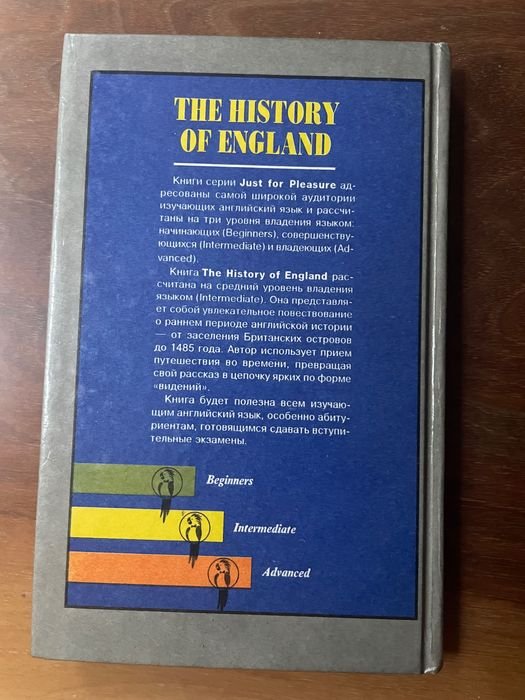 THE HISTORY
OF ENGLAND
Книги серии Just for Pleasure ад-
ресованы самой широкой аудитории
изучающих английский язык и рассчи-
таны на три уровня владения языком:
начинающих (Beginners), совершенству-
ющихся (Intermediate) и владеющих (Ad-
vanced).
Книга The History of England рас-
считана на средний уровень владения
языком (Intermediate). Она представля-
ет собой увлекательное повествование
о раннем периоде английской истории
— от заселения Британских островов
до 1485 года. Автор использует прием
путешествия во времени, превращая
свой рассказ в цепочку ярких по форме
«видений».
Книга будет полезна всем изучаю-
щим английский язык, особенно абиту-
риентам, готовящимся сдавать вступи-
тельные экзамены.
Beginners
Intermediate
Advanced